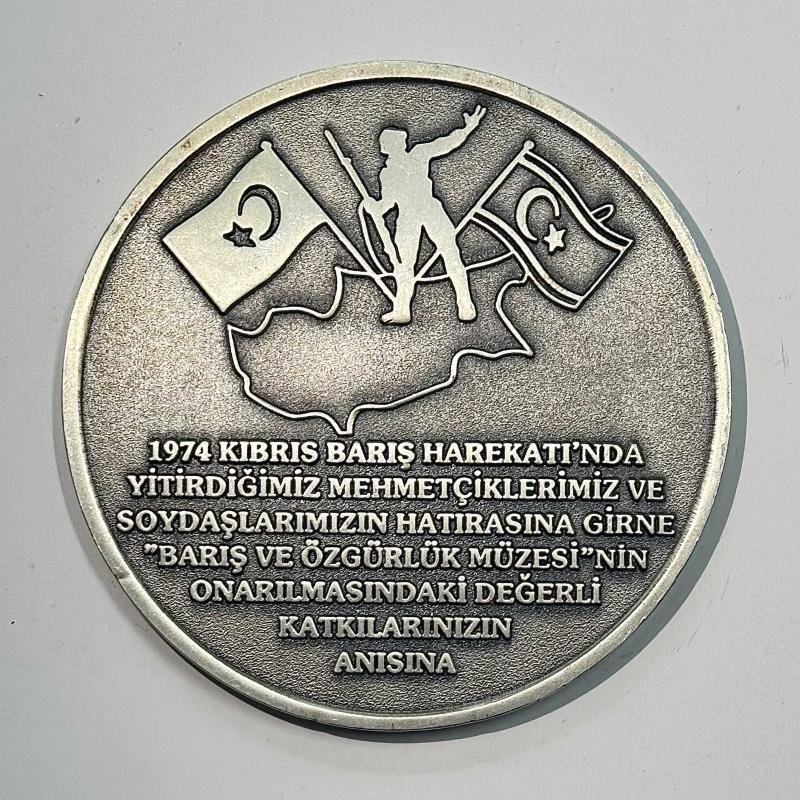 1974 KIBRIS BARIŞ HAREKATI'NDA
YİTİRDİĞİMİZ MEHMETÇİKLERİMİZ VE
SOYDAŞLARIMIZIN HATIRASINA GİRNE
"BARIŞ VE ÖZGÜRLÜK MÜZESİ"NİN
ONARILMASINDAKİ DEĞERLİ
KATKILARINIZIN
ANISINA